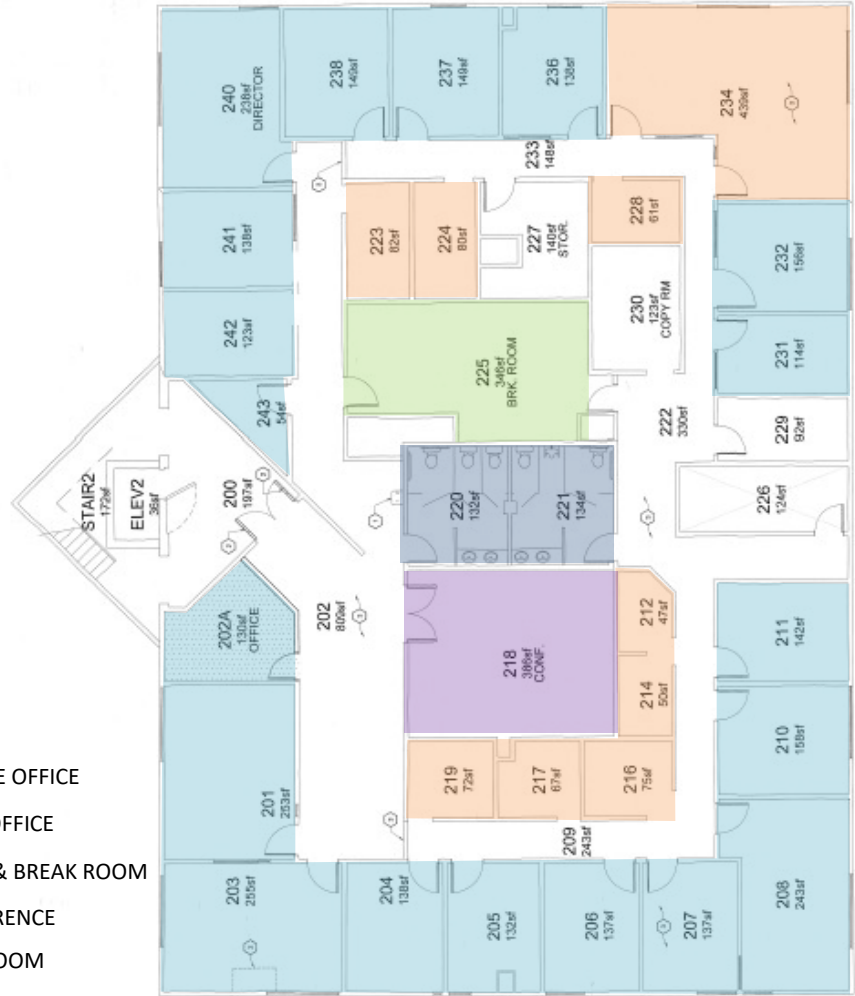 240
238sf
DIRECTOR
238
149sf
237
149sf
236
138sf
234
439sf
233
148sf
241
138sf
223
82sf
224
80sf
227
140sf
STOR.
228
61sf
232
156sf
242
123sf
225
346sf
BRK. ROOM
230
123sf
COPY RM
231
114sf
243
54sf
222
330sf
229
92sf
STAIR2
172sf
ELEV2
36sf
200
197sf
220
132sf
221
134sf
226
124sf
202A
130sf
OFFICE
202
809sf
218
386sf
CONF.
212
47sf
214
50sf
211
142sf
201
253sf
219
72sf
217
67sf
216
75sf
210
158sf
209
243sf
203
255sf
204
138sf
205
132sf
206
137sf
207
137sf
208
243sf
E OFFICE
OFFICE
& BREAK ROOM
RENCE
OOM